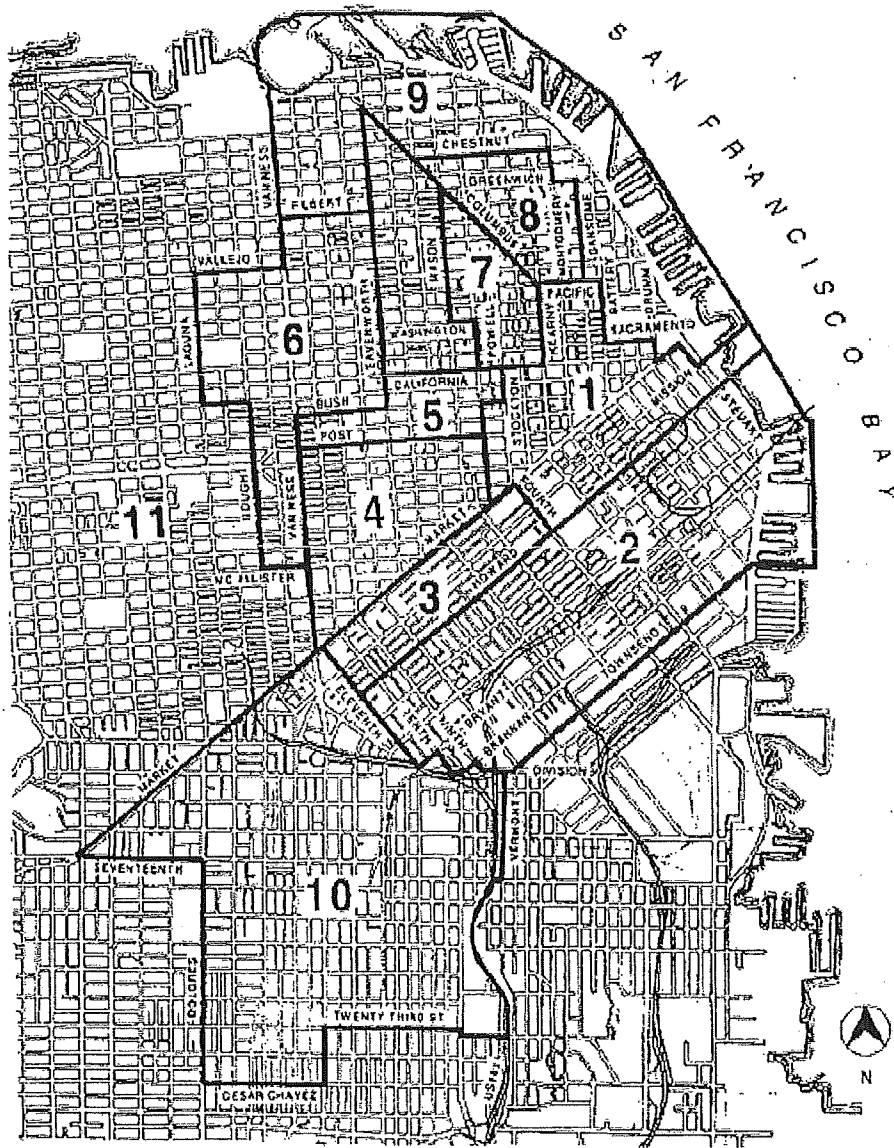 SAN FRANCISCO BAY
9
CHESTNUT
GREENWICH
VAN NESS
FILBERT
COLUMBUS
8
MONTGOMERY
SANSOME
VALLEJO
MASON
7
BATTERY
DRUMM
PACIFIC
KEARNY
SACRAMENTO
LAGUNA
6
LEAVENWORTH
WASHINGTON
POWELL
CALIFORNIA
1
MISSION
STEUART
BUSH
5
STOCKTON
POST
GOUGH
VAN NESS
4
MARKET
FOURTH
11
2
MC ALLISTER
3
HOWARD
TOWNSEND
ELEVENTH
TENTH
BRYANT
BRANNAN
DIVISION
MARKET
VERMONT
SEVENTEENTH
10
DOLORES
TWENTY THIRD ST
CESAR CHAVEZ
N